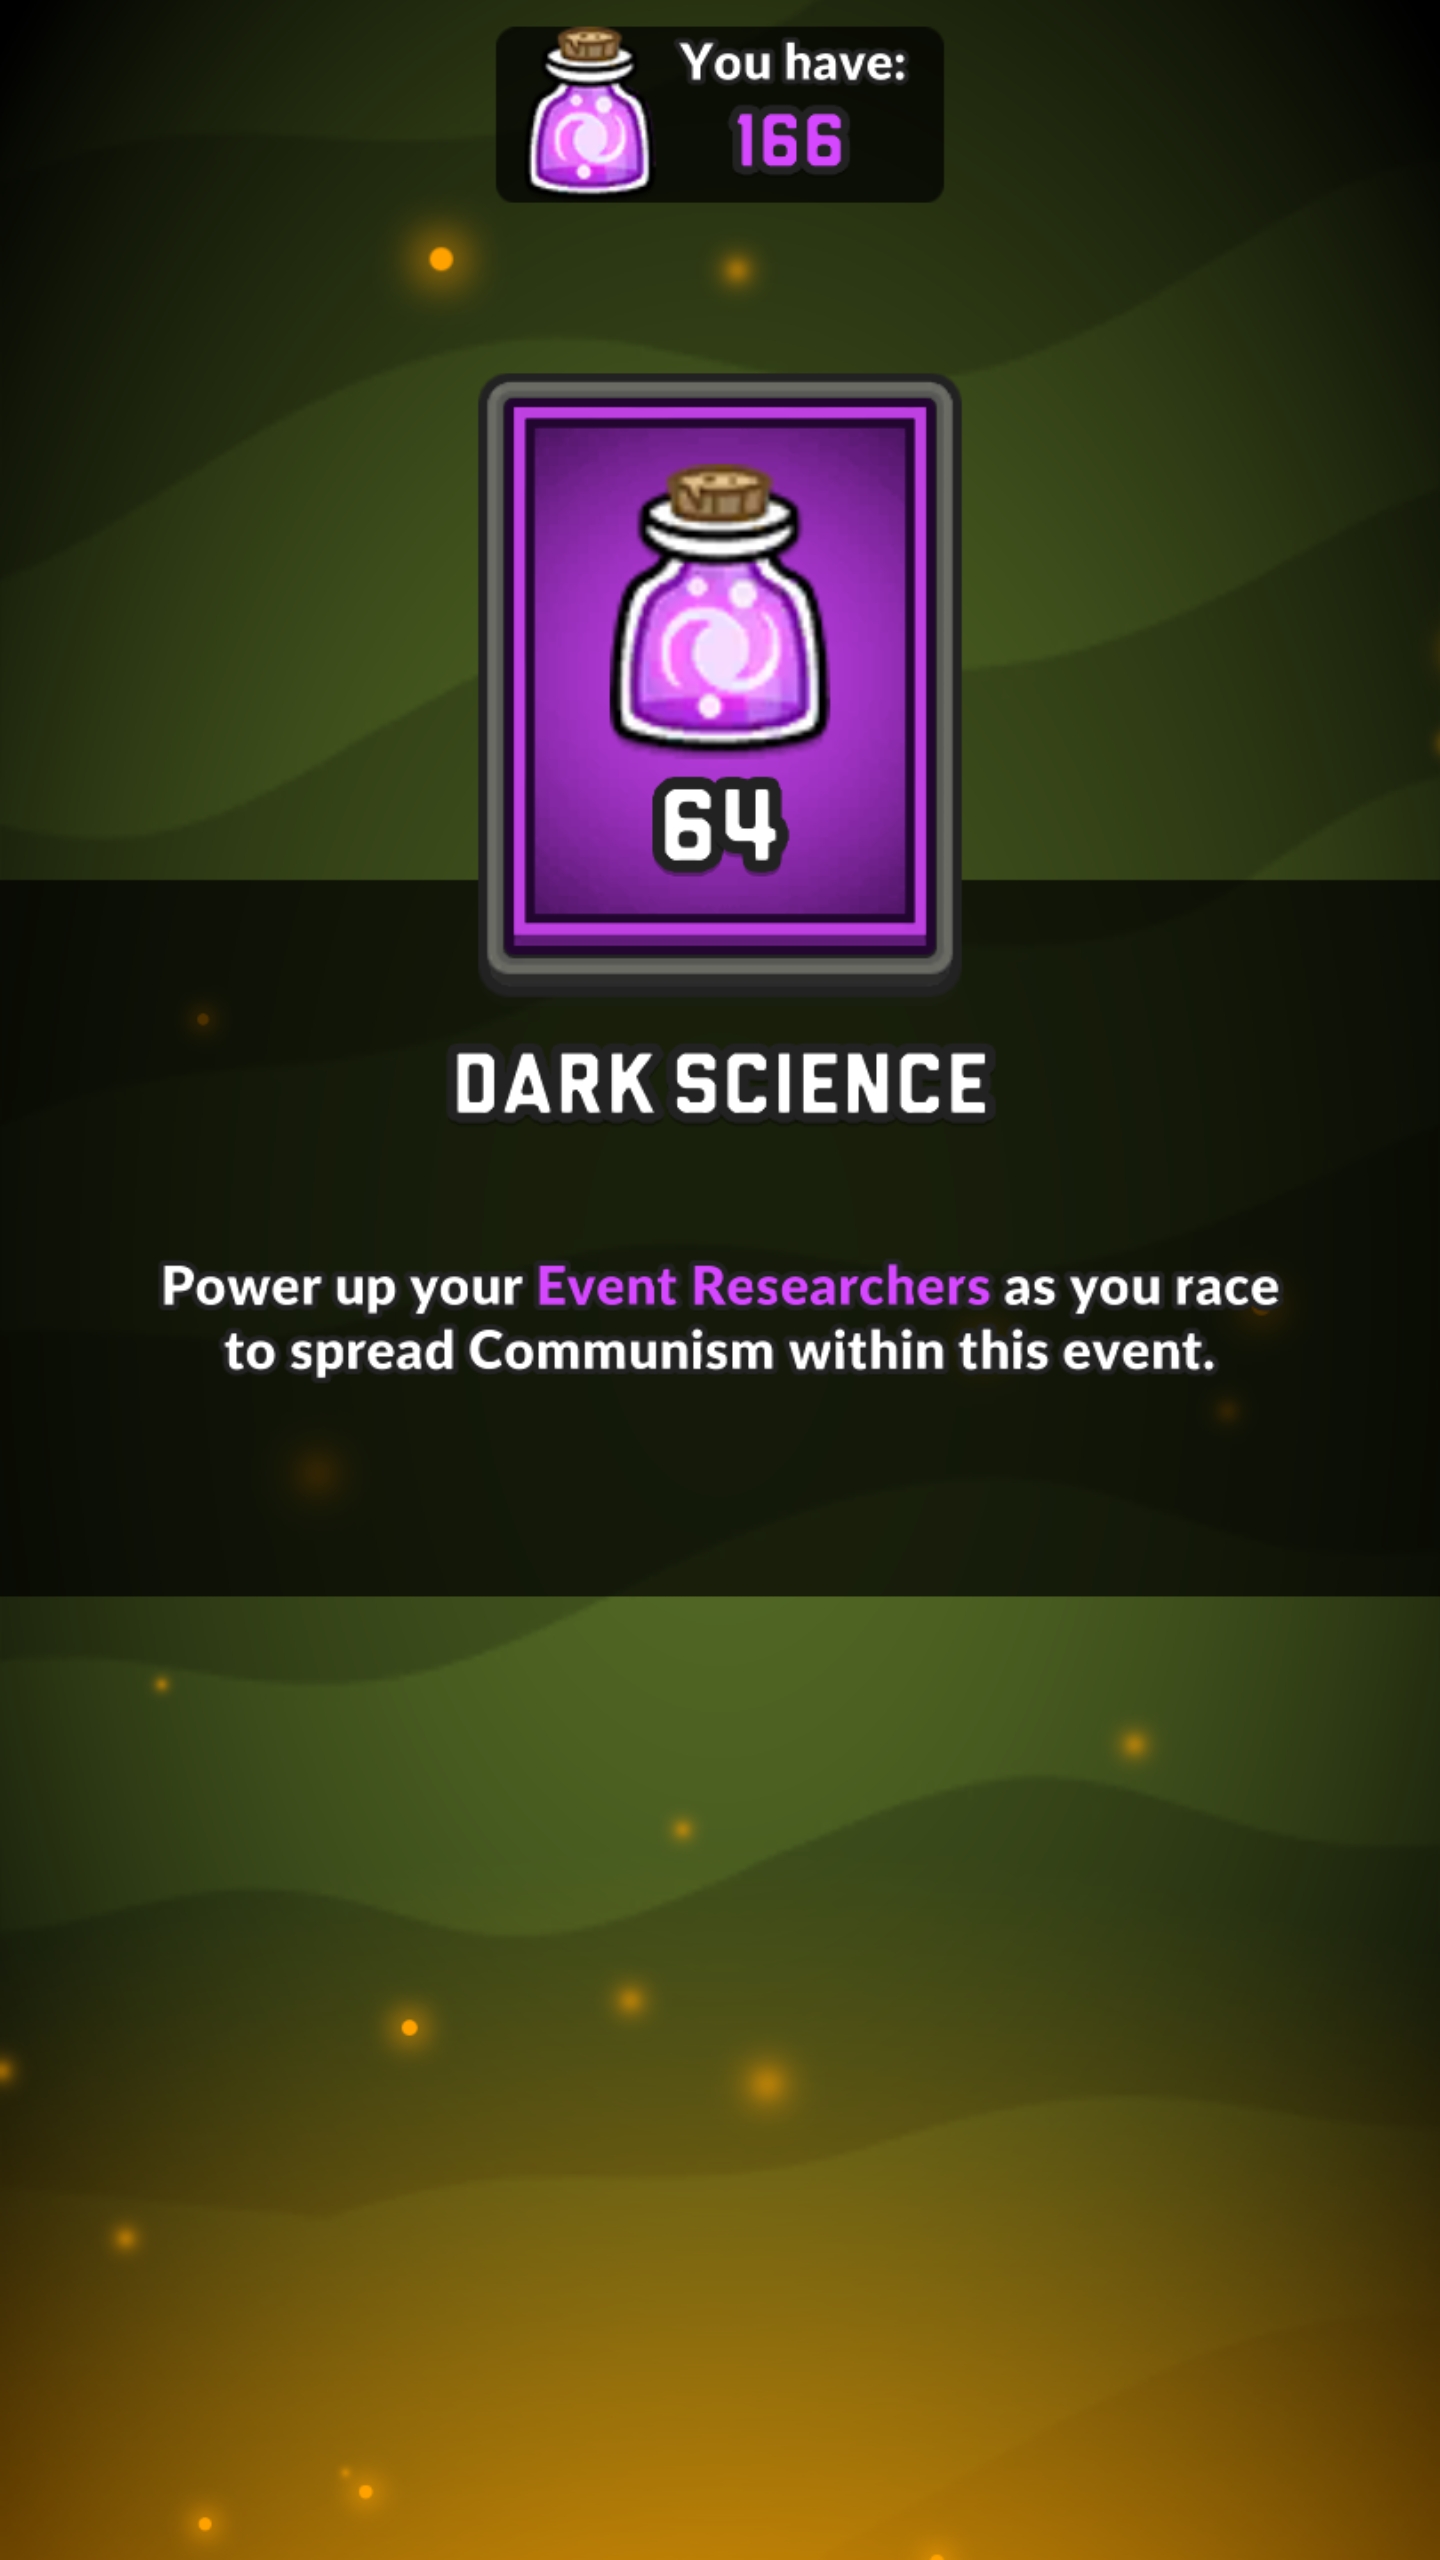 You have:
166
64
DARK SCIENCE
Power up your Event Researchers as you race
to spread Communism within this event.